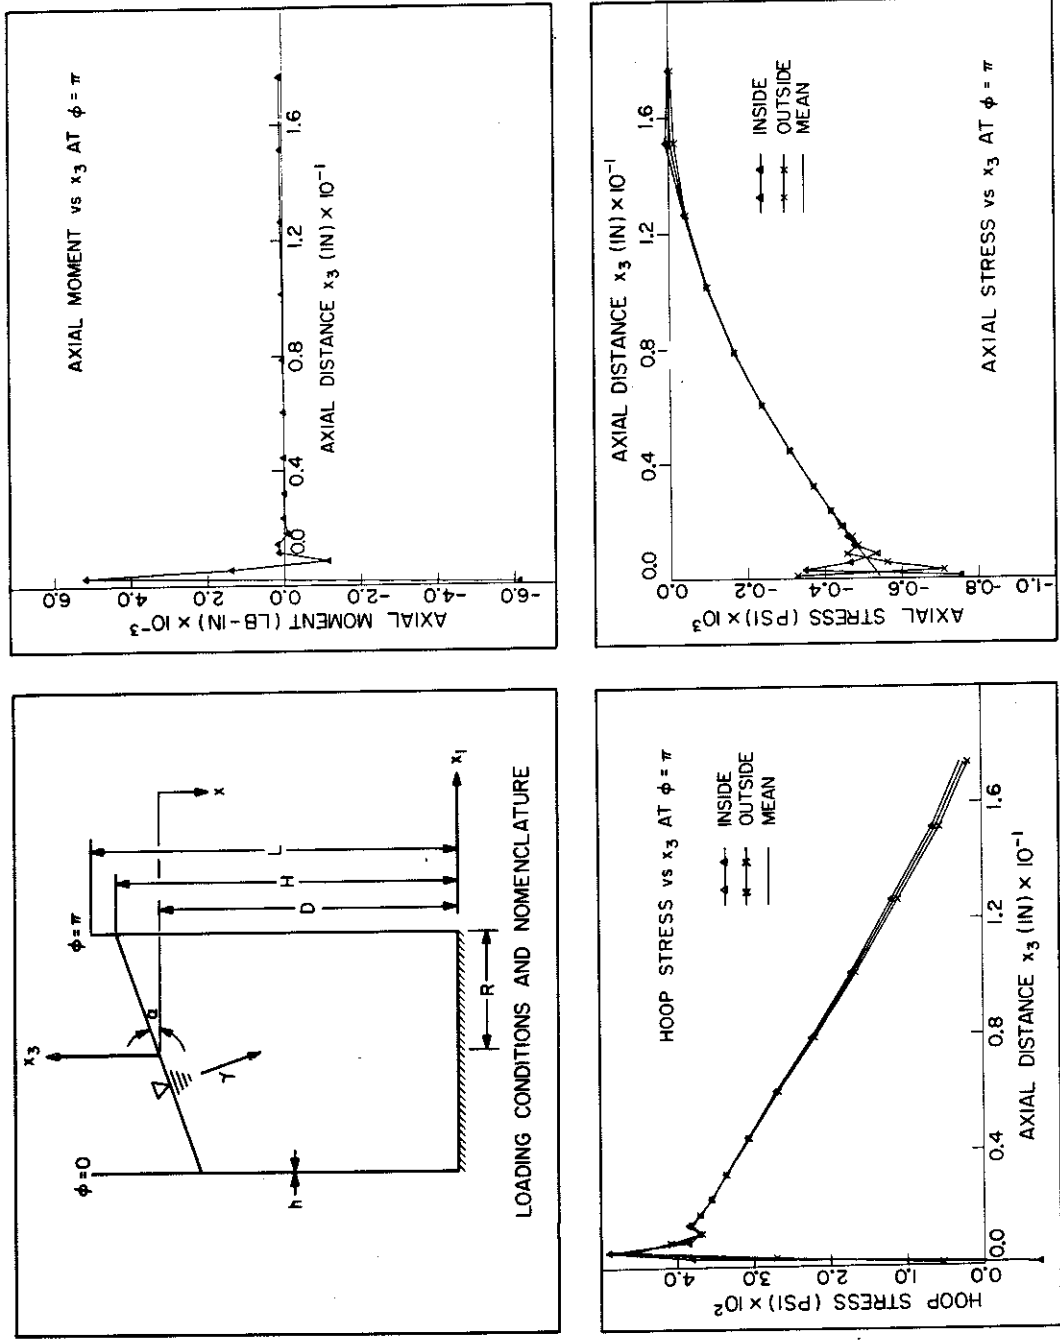 φ=0
φ=π
x₃
α
γ
h
R
D
H
L
x
x₁
LOADING CONDITIONS AND NOMENCLATURE
AXIAL MOMENT vs x₃ AT φ = π
AXIAL MOMENT (LB-IN) × 10⁻³
6.0
4.0
2.0
0.0
-2.0
-4.0
-6.0
0.0
0.4
0.8
1.2
1.6
AXIAL DISTANCE x₃ (IN) × 10⁻¹
HOOP STRESS vs x₃ AT φ = π
INSIDE
OUTSIDE
MEAN
HOOP STRESS (PSI) × 10²
4.0
3.0
2.0
1.0
0.0
0.0
0.4
0.8
1.2
1.6
AXIAL DISTANCE x₃ (IN) × 10⁻¹
AXIAL DISTANCE x₃ (IN) × 10⁻¹
0.0
0.4
0.8
1.2
1.6
AXIAL STRESS (PSI) × 10³
0.0
-0.2
-0.4
-0.6
-0.8
-1.0
INSIDE
OUTSIDE
MEAN
AXIAL STRESS vs x₃ AT φ = π